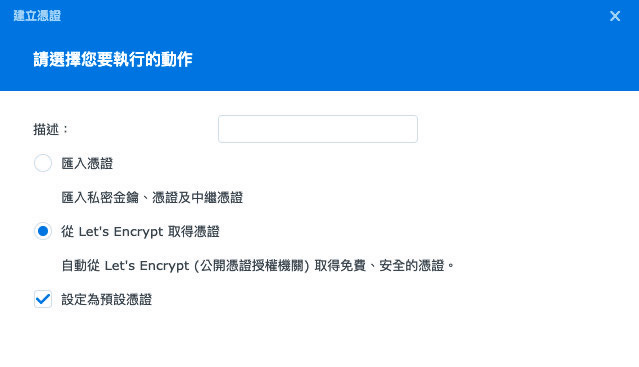 建立憑證
請選擇您要執行的動作
描述：
匯入憑證
匯入私密金鑰、憑證及中繼憑證
從 Let's Encrypt 取得憑證
自動從 Let's Encrypt (公開憑證授權機關) 取得免費、安全的憑證。
設定為預設憑證